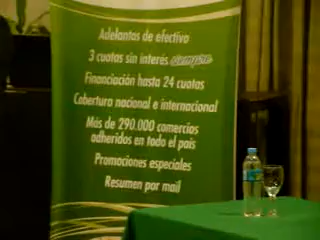 Adelantos de efectivo
3 cuotas sin interés siempre
Financiación hasta 24 cuotas
Cobertura nacional e internacional
Más de 290.000 comercios
adheridos en todo el país
Promociones especiales
Resumen por mail